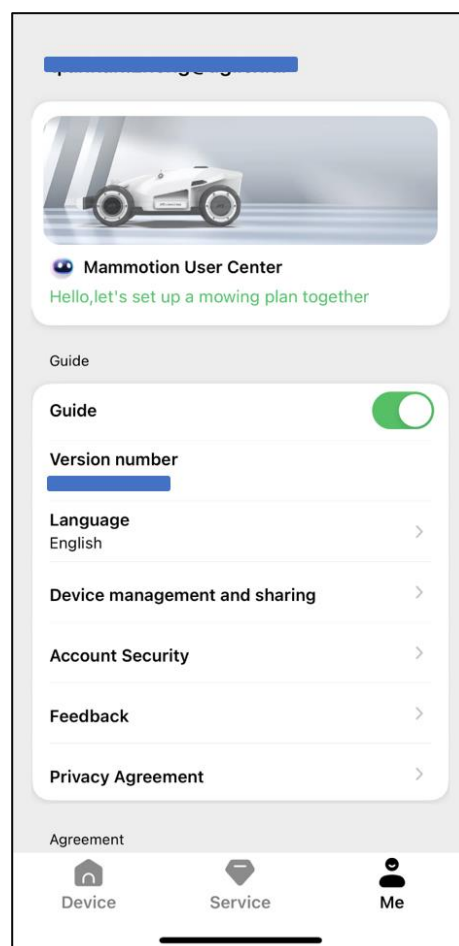 Mammotion User Center
Hello,let's set up a mowing plan together
Guide
Guide
Version number
Language
English
Device management and sharing
Account Security
Feedback
Privacy Agreement
Agreement
Device
Service
Me